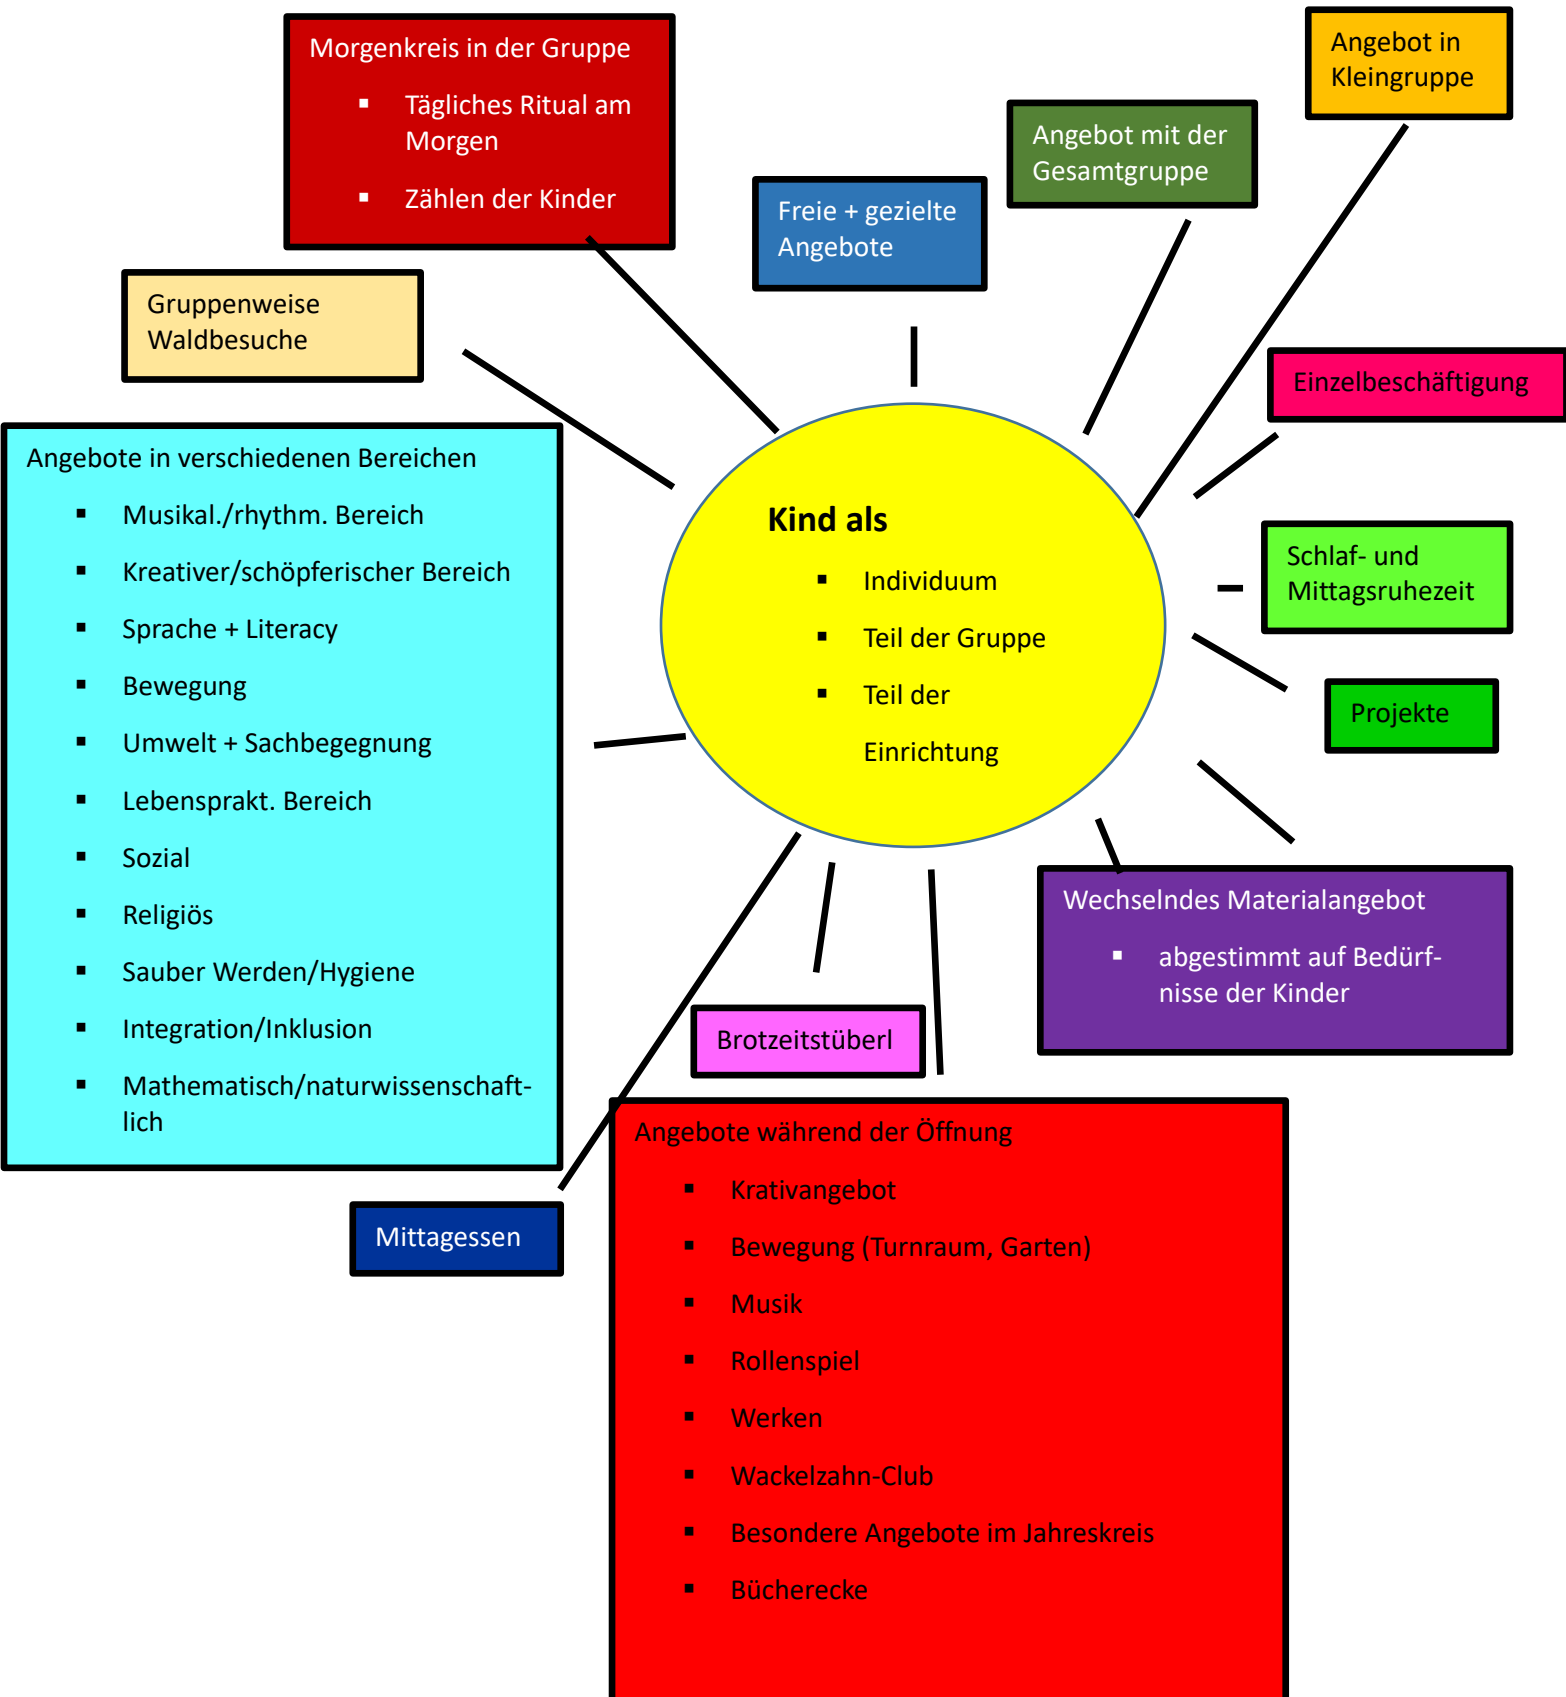 Morgenkreis in der Gruppe
▪ Tägliches Ritual am
Morgen
▪ Zählen der Kinder
Angebot in
Kleingruppe
Angebot mit der
Gesamtgruppe
Freie + gezielte
Angebote
Gruppenweise
Waldbesuche
Einzelbeschäftigung
Angebote in verschiedenen Bereichen
▪ Musikal./rhythm. Bereich
▪ Kreativer/schöpferischer Bereich
▪ Sprache + Literacy
▪ Bewegung
▪ Umwelt + Sachbegegnung
▪ Lebensprakt. Bereich
▪ Sozial
▪ Religiös
▪ Sauber Werden/Hygiene
▪ Integration/Inklusion
▪ Mathematisch/naturwissenschaft-
lich
Kind als
▪ Individuum
▪ Teil der Gruppe
▪ Teil der
Einrichtung
Schlaf- und
Mittagsruhezeit
Projekte
Wechselndes Materialangebot
▪ abgestimmt auf Bedürf-
nisse der Kinder
Brotzeitstüberl
Mittagessen
Angebote während der Öffnung
▪ Krativangebot
▪ Bewegung (Turnraum, Garten)
▪ Musik
▪ Rollenspiel
▪ Werken
▪ Wackelzahn-Club
▪ Besondere Angebote im Jahreskreis
▪ Bücherecke